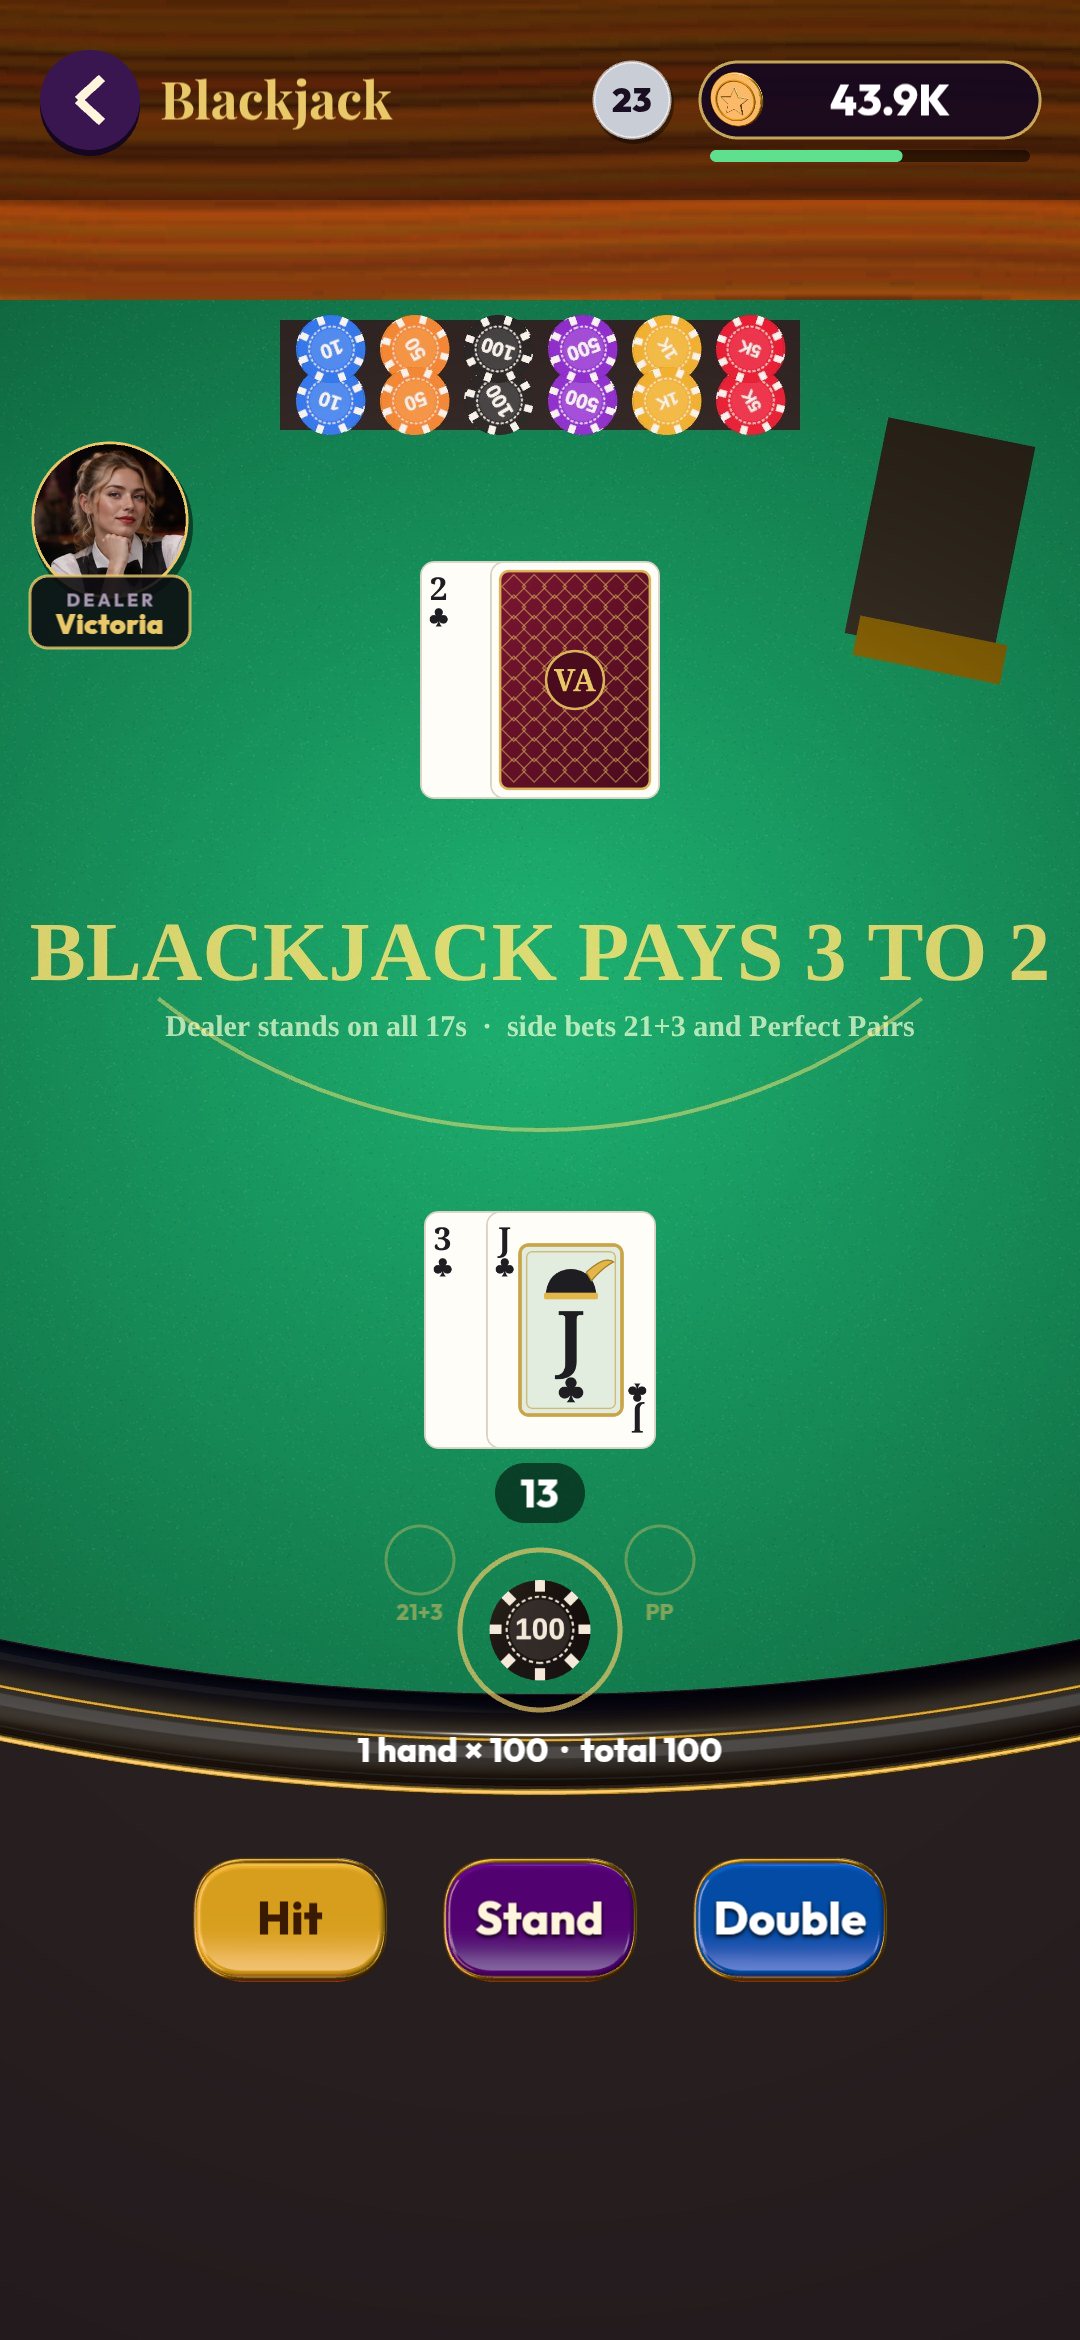 Blackjack
23
43.9K
10 50 100 500 1K 5K
10 50 100 500 1K 5K
DEALER
Victoria
2
VA
BLACKJACK PAYS 3 TO 2
Dealer stands on all 17s · side bets 21+3 and Perfect Pairs
3 J
J
J
13
21+3
PP
100
1 hand × 100 · total 100
Hit
Stand
Double